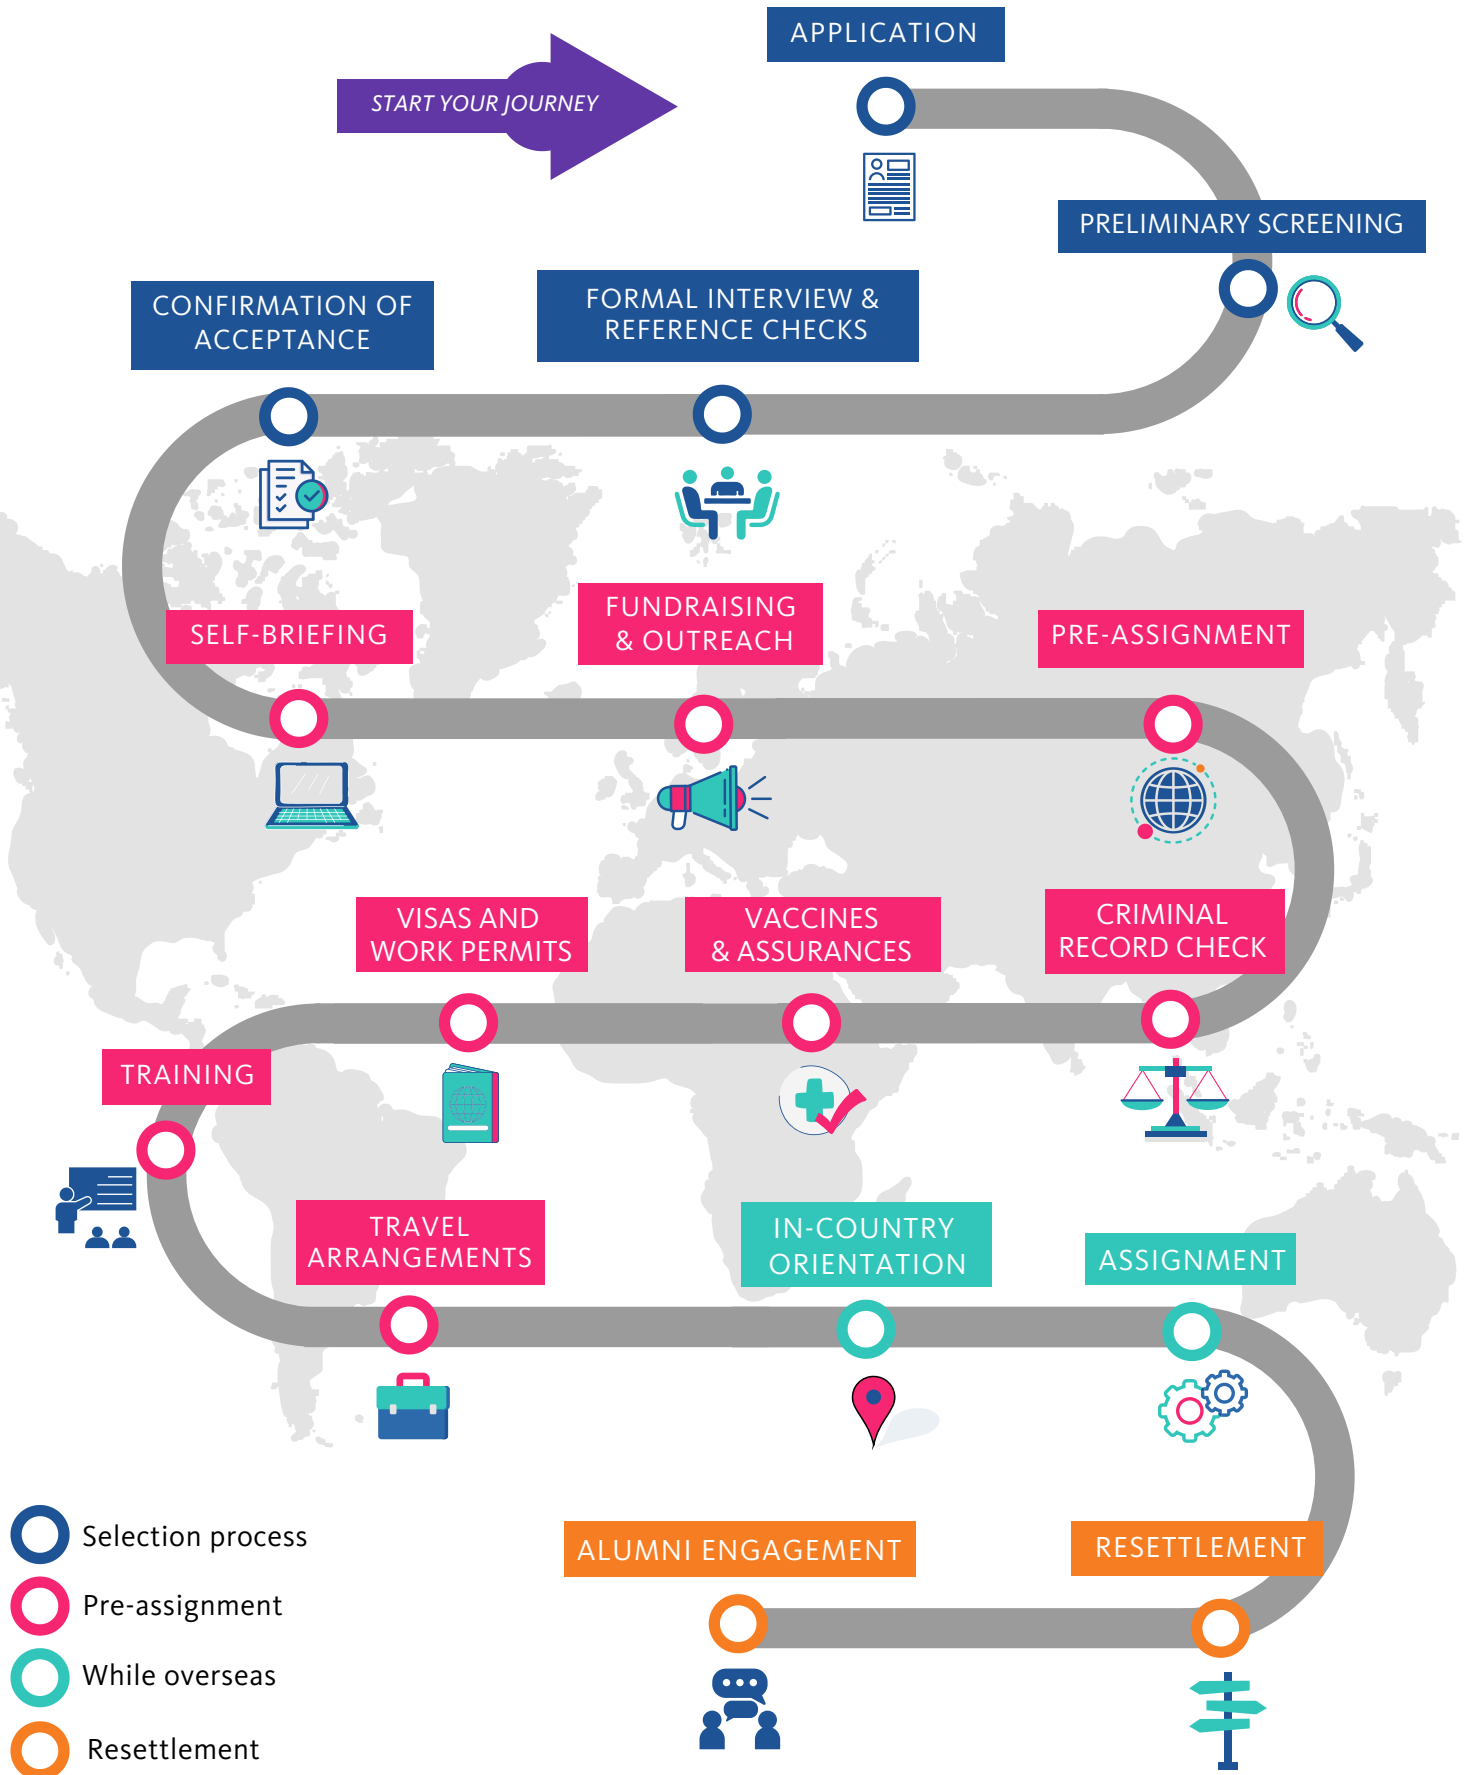 START YOUR JOURNEY
APPLICATION
PRELIMINARY SCREENING
FORMAL INTERVIEW &
REFERENCE CHECKS
CONFIRMATION OF
ACCEPTANCE
SELF-BRIEFING
FUNDRAISING
& OUTREACH
PRE-ASSIGNMENT
CRIMINAL
RECORD CHECK
VACCINES
& ASSURANCES
VISAS AND
WORK PERMITS
TRAINING
TRAVEL
ARRANGEMENTS
IN-COUNTRY
ORIENTATION
ASSIGNMENT
RESETTLEMENT
ALUMNI ENGAGEMENT
Selection process
Pre-assignment
While overseas
Resettlement